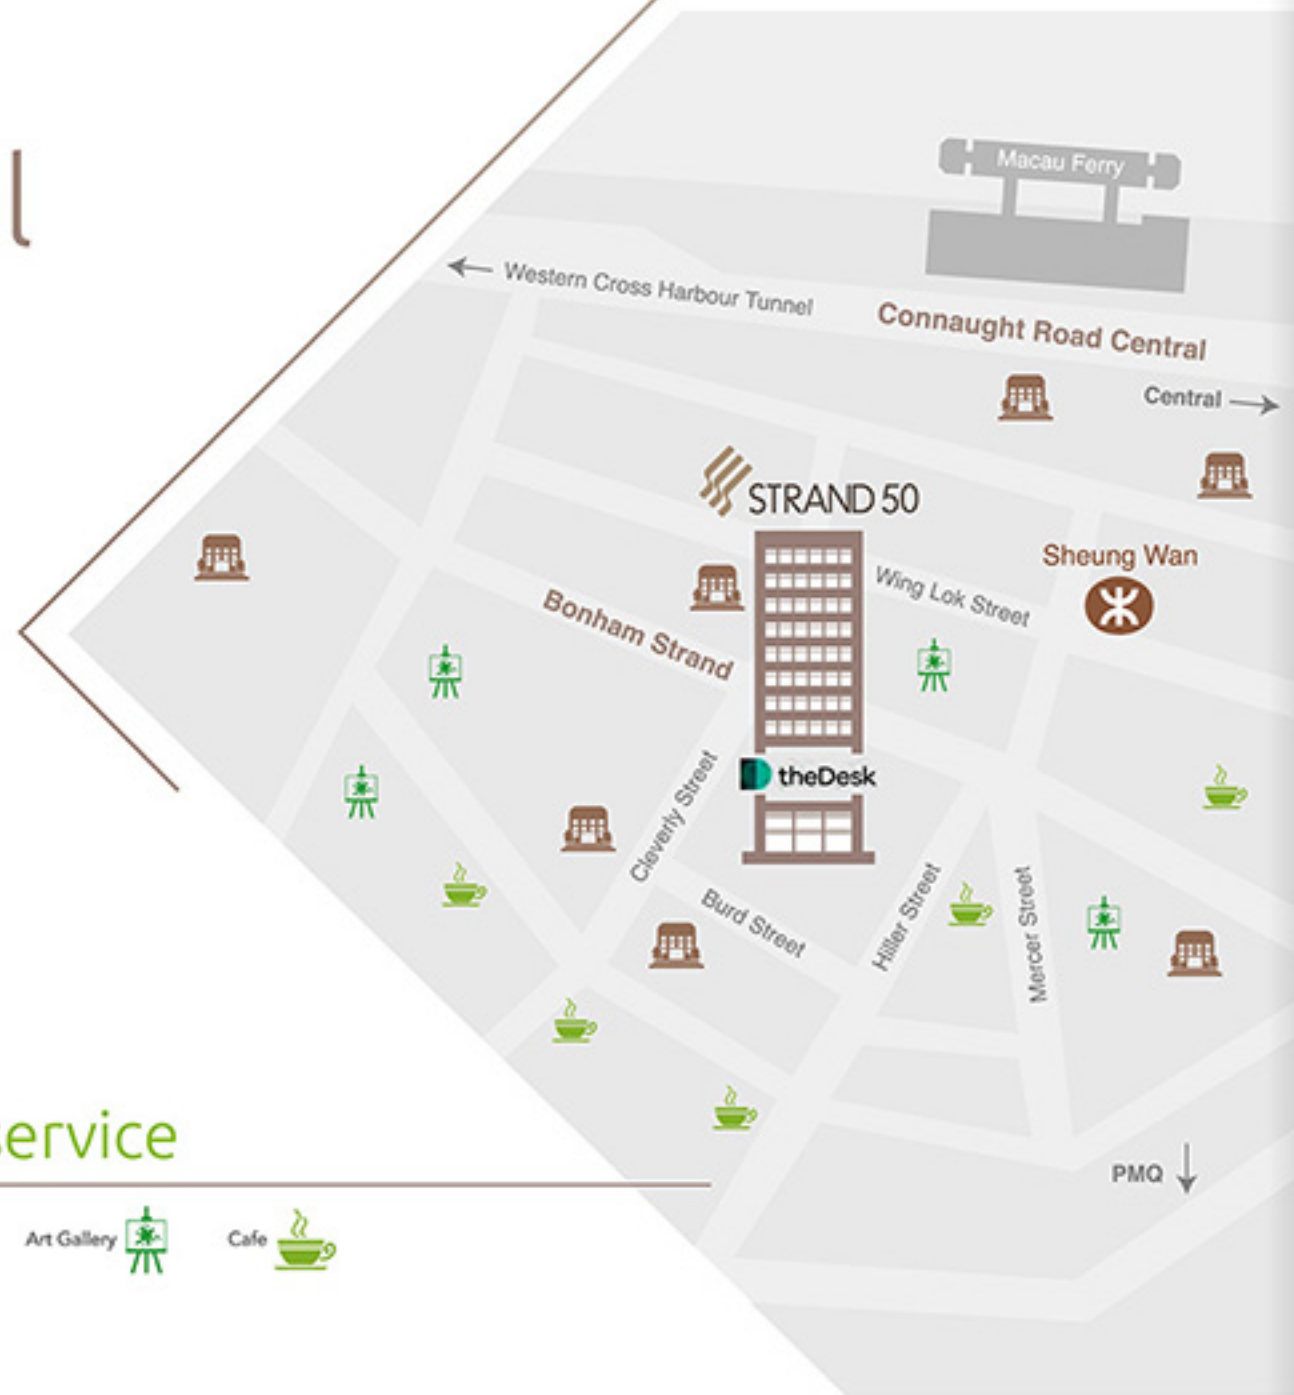 l
Macau Ferry
Western Cross Harbour Tunnel
Connaught Road Central
Central
STRAND 50
Sheung Wan
Wing Lok Street
Bonham Strand
theDesk
Cleverly Street
Burd Street
Hiller Street
Mercer Street
PMQ
service
Art Gallery
Cafe